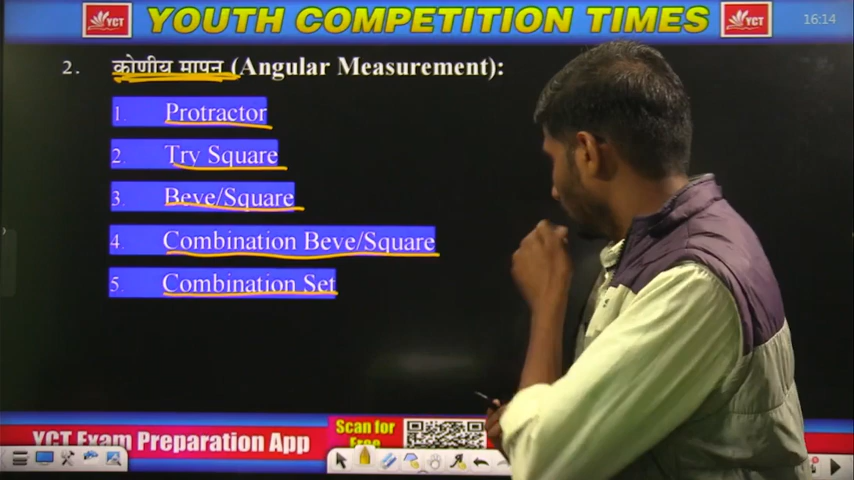 YCT YOUTH COMPETITION TIMES YCT 16:14
2. कोणीय मापन (Angular Measurement):
1. Protractor
2. Try Square
3. Beve/Square
4. Combination Beve/Square
5. Combination Set
YCT Exam Preparation App
Scan for
Free